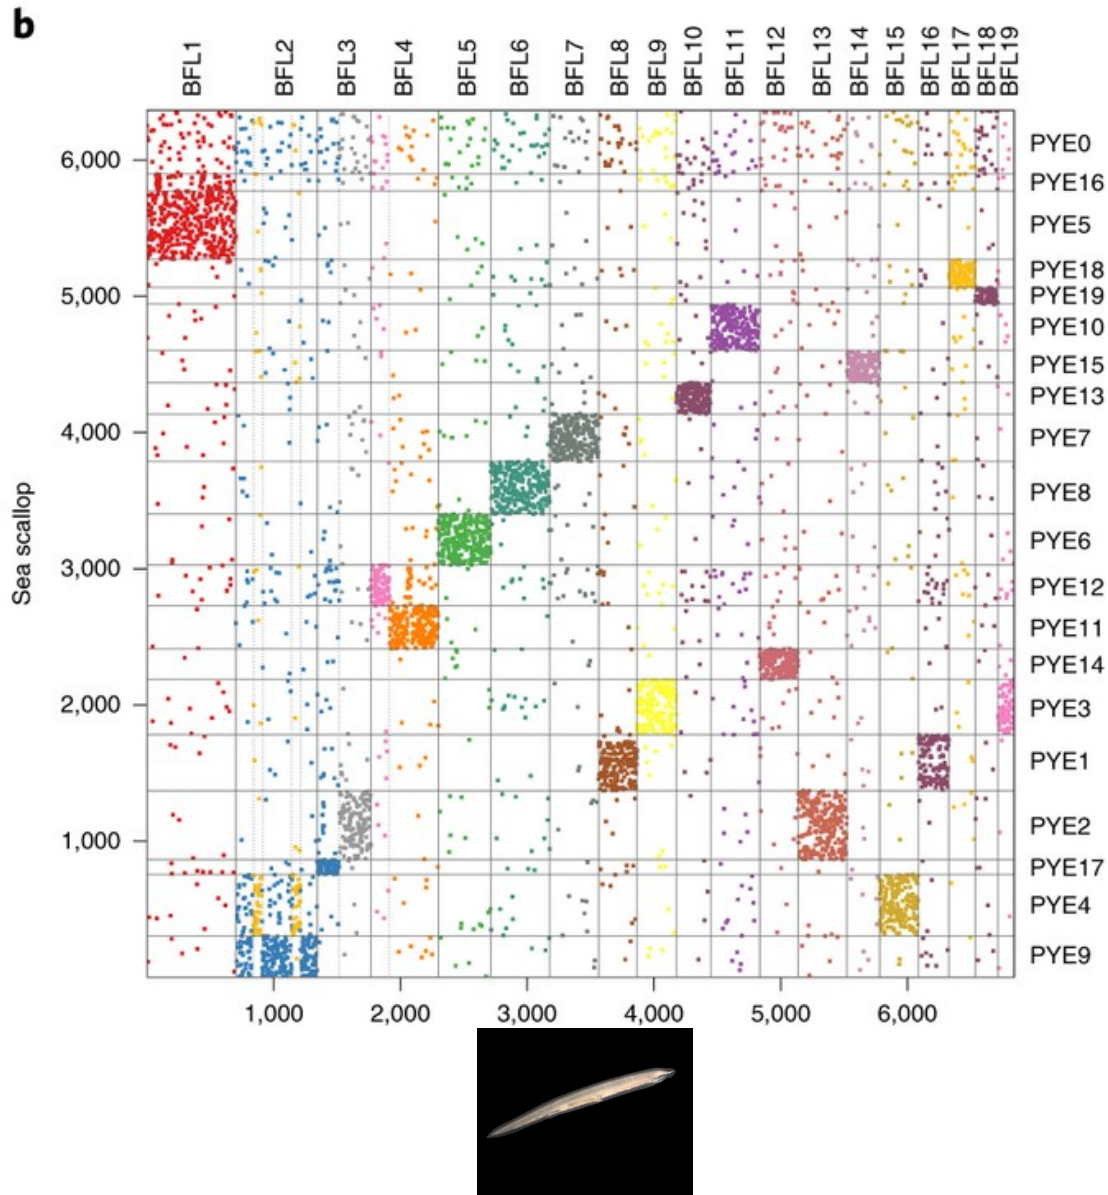 b
BFL1
BFL2
BFL3
BFL4
BFL5
BFL6
BFL7
BFL8
BFL9
BFL10
BFL11
BFL12
BFL13
BFL14
BFL15
BFL16
BFL17
BFL18
BFL19
6,000
5,000
4,000
3,000
2,000
1,000
Sea scallop
PYE0
PYE16
PYE5
PYE18
PYE19
PYE10
PYE15
PYE13
PYE7
PYE8
PYE6
PYE12
PYE11
PYE14
PYE3
PYE1
PYE2
PYE17
PYE4
PYE9
1,000
2,000
3,000
4,000
5,000
6,000